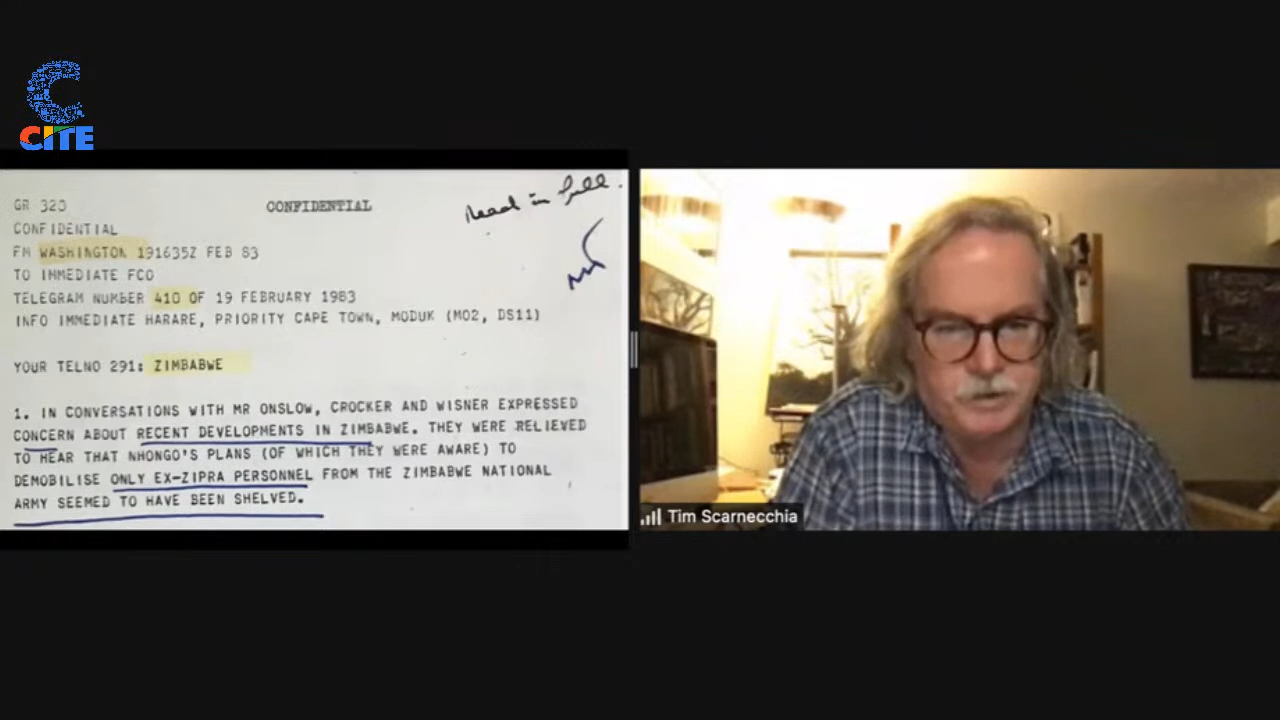 CITE
GR 320
CONFIDENTIAL
Read in full.
CONFIDENTIAL
FM WASHINGTON 191635Z FEB 83
TO IMMEDIATE FCO
TELEGRAM NUMBER 410 OF 19 FEBRUARY 1983
INFO IMMEDIATE HARARE, PRIORITY CAPE TOWN, MODUK (MO2, DS11)
YOUR TELNO 291: ZIMBABWE
1. IN CONVERSATIONS WITH MR ONSLOW, CROCKER AND WISNER EXPRESSED
CONCERN ABOUT RECENT DEVELOPMENTS IN ZIMBABWE. THEY WERE RELIEVED
TO HEAR THAT NHONGO'S PLANS (OF WHICH THEY WERE AWARE) TO
DEMOBILISE ONLY EX-ZIPRA PERSONNEL FROM THE ZIMBABWE NATIONAL
ARMY SEEMED TO HAVE BEEN SHELVED.
Tim Scarnecchia